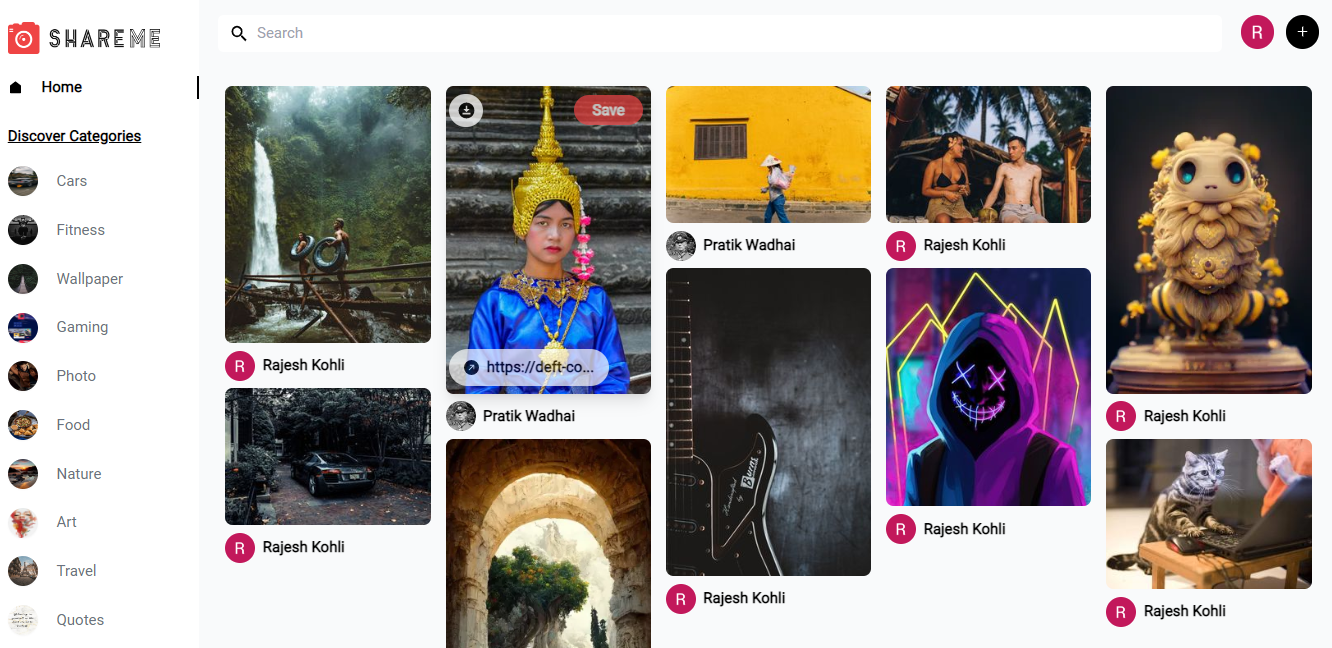 SHAREME
Search
R
+
Home
Discover Categories
Cars
Fitness
Wallpaper
Gaming
Photo
Food
Nature
Art
Travel
Quotes
R Rajesh Kohli
R Rajesh Kohli
Save
https://deft-co...
Pratik Wadhai
Pratik Wadhai
Burns
R Rajesh Kohli
R Rajesh Kohli
R Rajesh Kohli
R Rajesh Kohli
R Rajesh Kohli